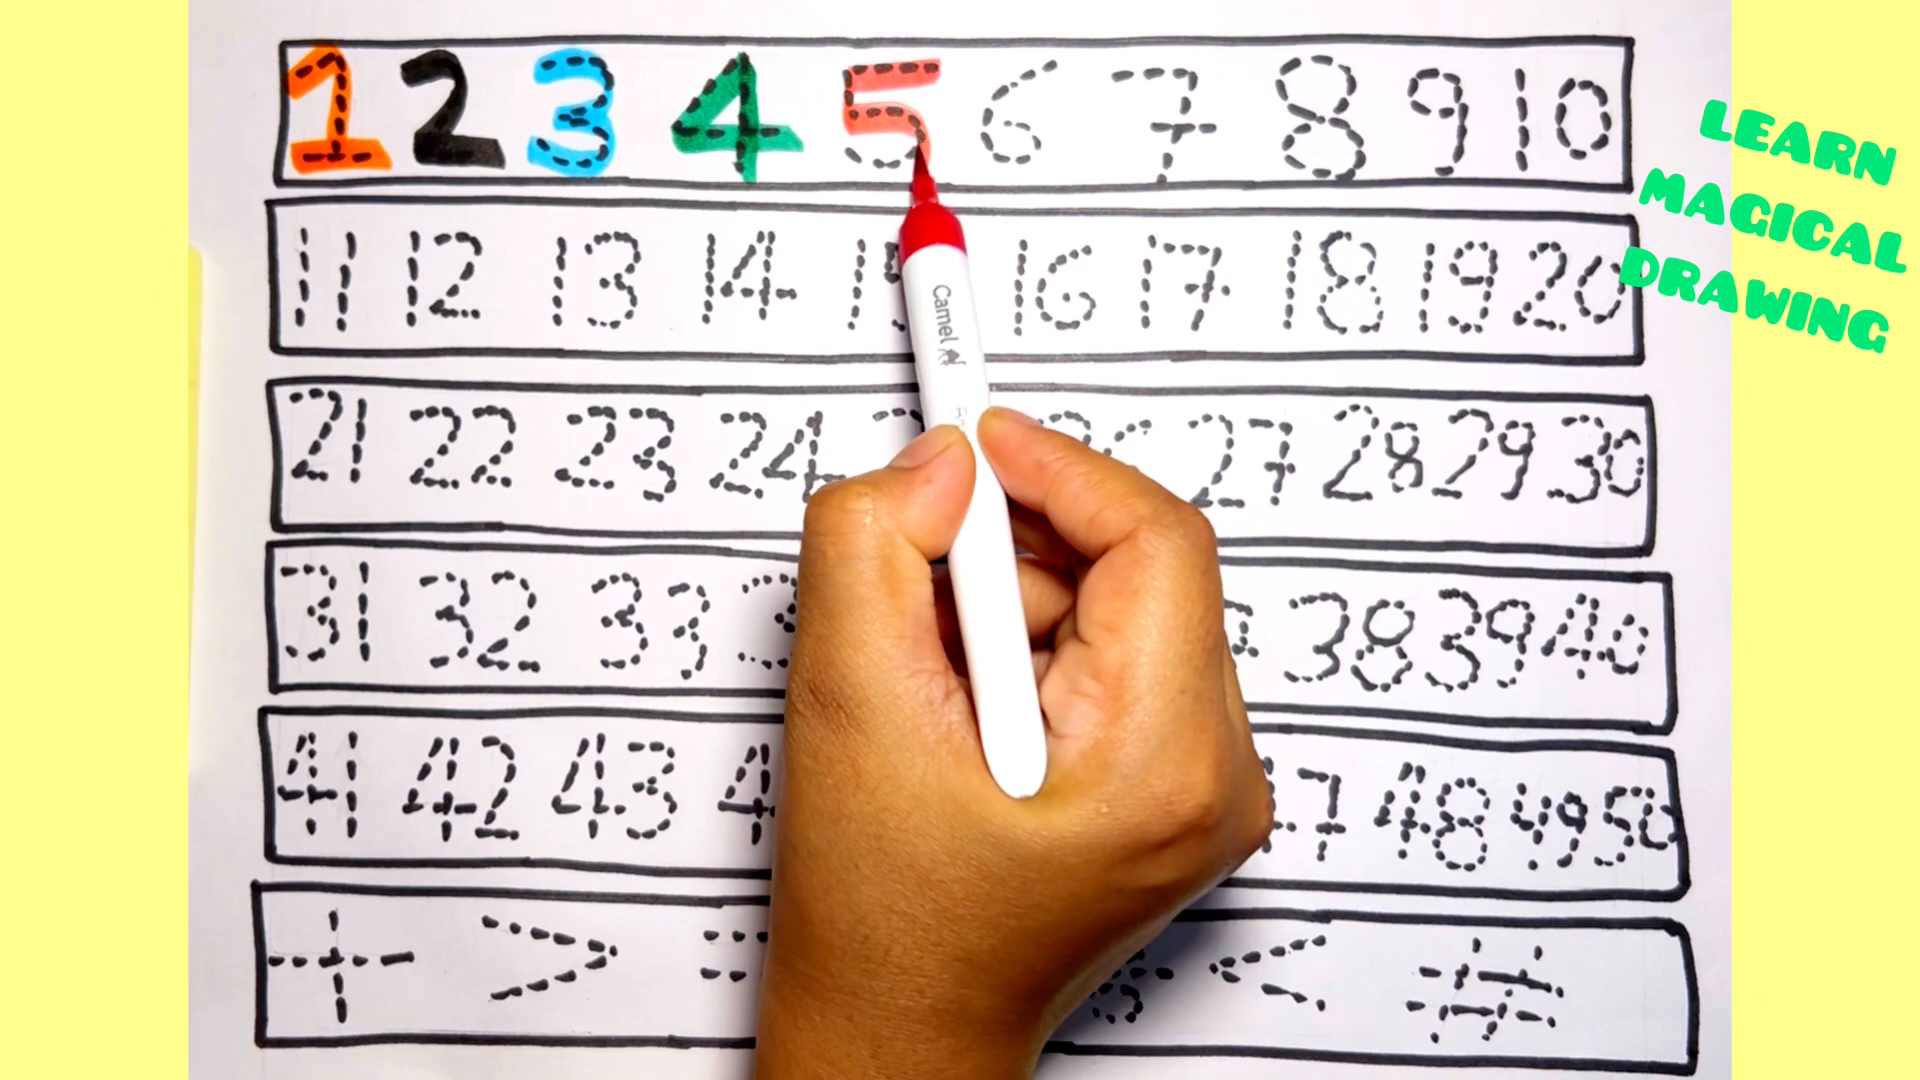 1 2 3 4 5 6 7 8 9 10
11 12 13 14 16 17 18 19 20
21 22 23 24 27 28 29 30
31 32 33 38 39 40
41 42 43 48 49 50
+ > < #
LEARN
MAGICAL
DRAWING
Camel